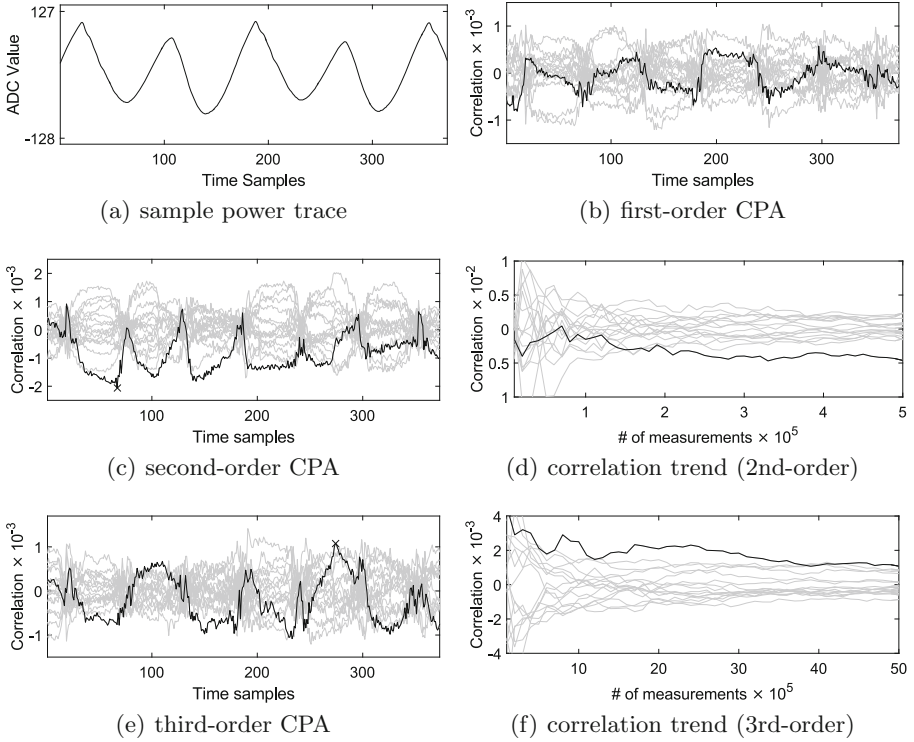 127
ADC Value
-128
100 200 300
Time Samples
(a) sample power trace
Correlation × 10⁻³
1
0
-1
100 200 300
Time samples
(b) first-order CPA
Correlation × 10⁻³
2
1
0
-1
-2
100 200 300
Time samples
(c) second-order CPA
Correlation × 10⁻²
1
0.5
0
0.5
1
1 2 3 4 5
# of measurements × 10⁵
(d) correlation trend (2nd-order)
Correlation × 10⁻³
1
0
-1
100 200 300
Time samples
(e) third-order CPA
Correlation × 10⁻³
4
2
0
-2
-4
10 20 30 40 50
# of measurements × 10⁵
(f) correlation trend (3rd-order)